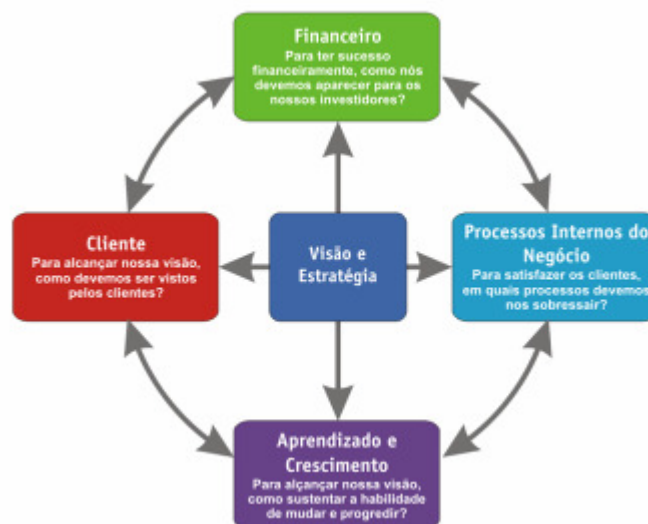 Financeiro
Para ter sucesso
financeiramente, como nós
devemos aparecer para os
nossos investidores?
Cliente
Para alcançar nossa visão,
como devemos ser vistos
pelos clientes?
Visão e
Estratégia
Processos Internos do
Negócio
Para satisfazer os clientes,
em quais processos devemos
nos sobressair?
Aprendizado e
Crescimento
Para alçançar nossa visão,
como sustentar a habilidade
de mudar e progredir?